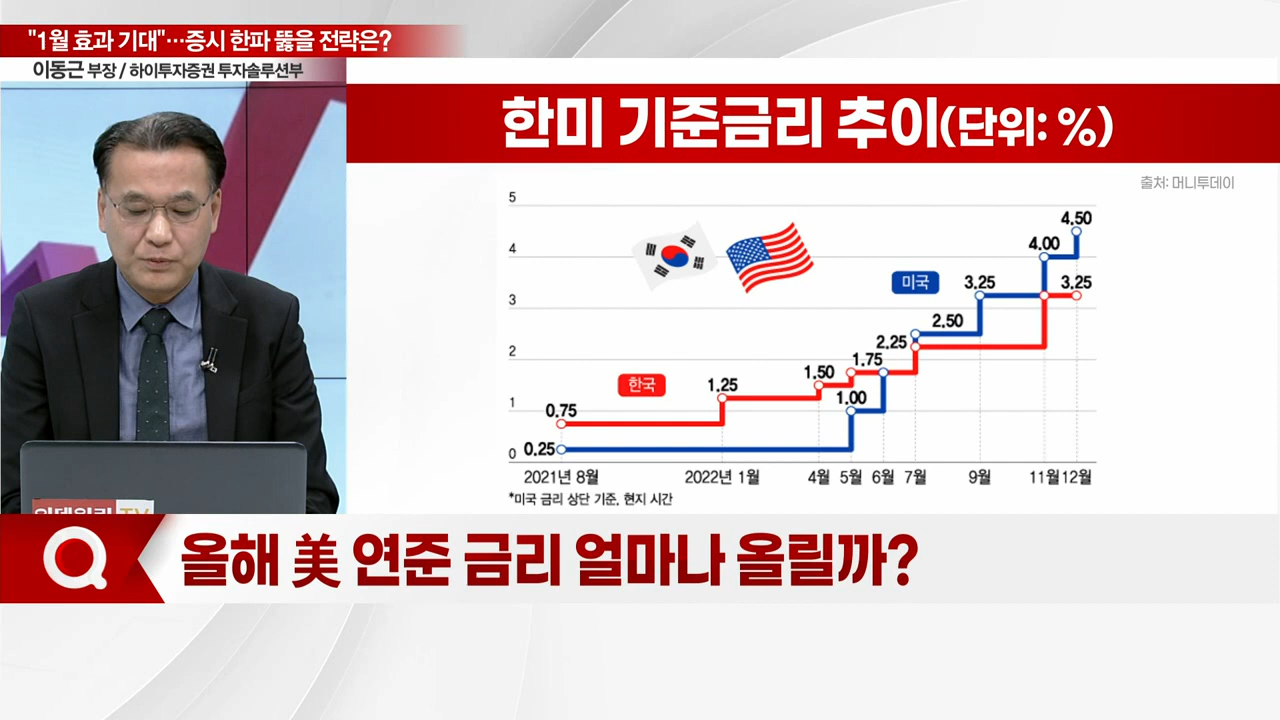 "1월 효과 기대"…증시 한파 뚫을 전략은?
이동근 부장 / 하이투자증권 투자솔루션부
한미 기준금리 추이(단위: %)
출처: 머니투데이
5
4
3
2
1
0
미국
한국
0.75
0.25
1.25
1.50
1.75
1.00
2.25
2.50
3.25
4.00
4.50
3.25
2021년 8월 2022년 1월 4월 5월 6월 7월 9월 11월 12월
*미국 금리 상단 기준, 현지 시간
이데일리 TV
Q
올해 美 연준 금리 얼마나 올릴까?